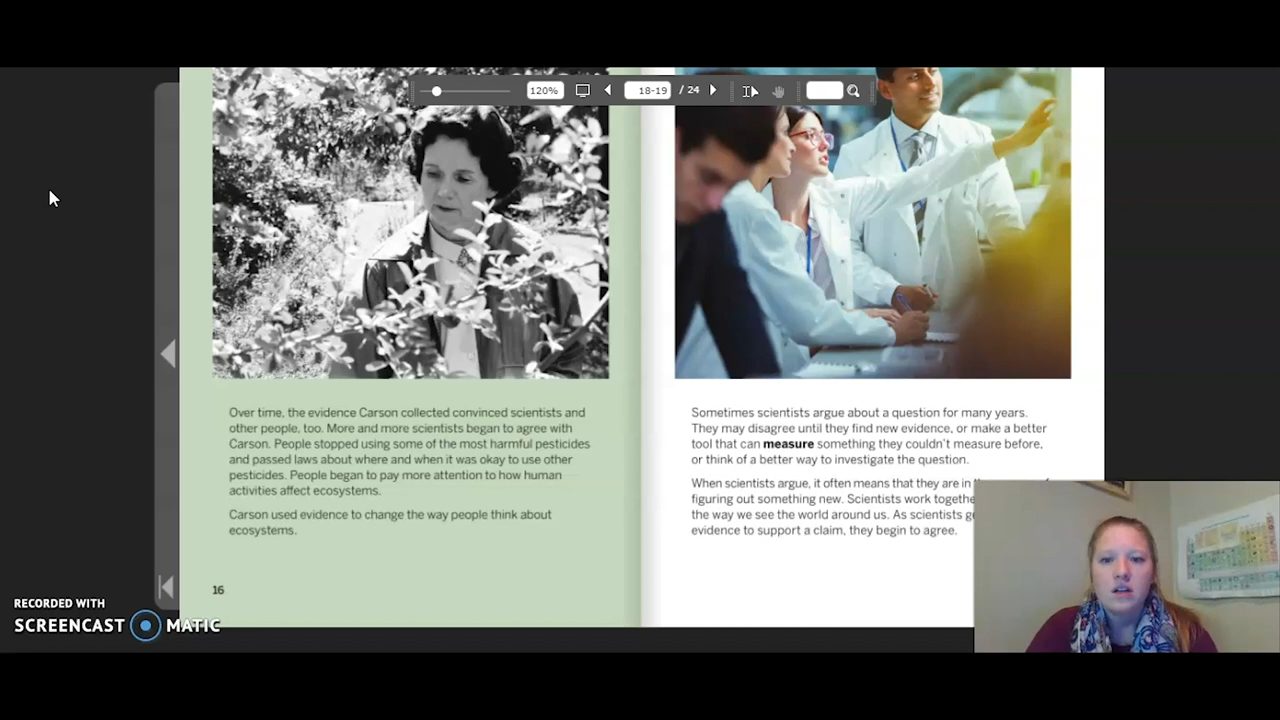 120%
18-19
/ 24
Over time, the evidence Carson collected convinced scientists and
other people, too. More and more scientists began to agree with
Carson. People stopped using some of the most harmful pesticides
and passed laws about where and when it was okay to use other
pesticides. People began to pay more attention to how human
activities affect ecosystems.
Carson used evidence to change the way people think about
ecosystems.
16
Sometimes scientists argue about a question for many years.
They may disagree until they find new evidence, or make a better
tool that can measure something they couldn't measure before,
or think of a better way to investigate the question.
When scientists argue, it often means that they are in
figuring out something new. Scientists work
the way we see the world around us. As scientists
evidence to support a claim, they begin to agree.
RECORDED WITH
SCREENCAST MATIC